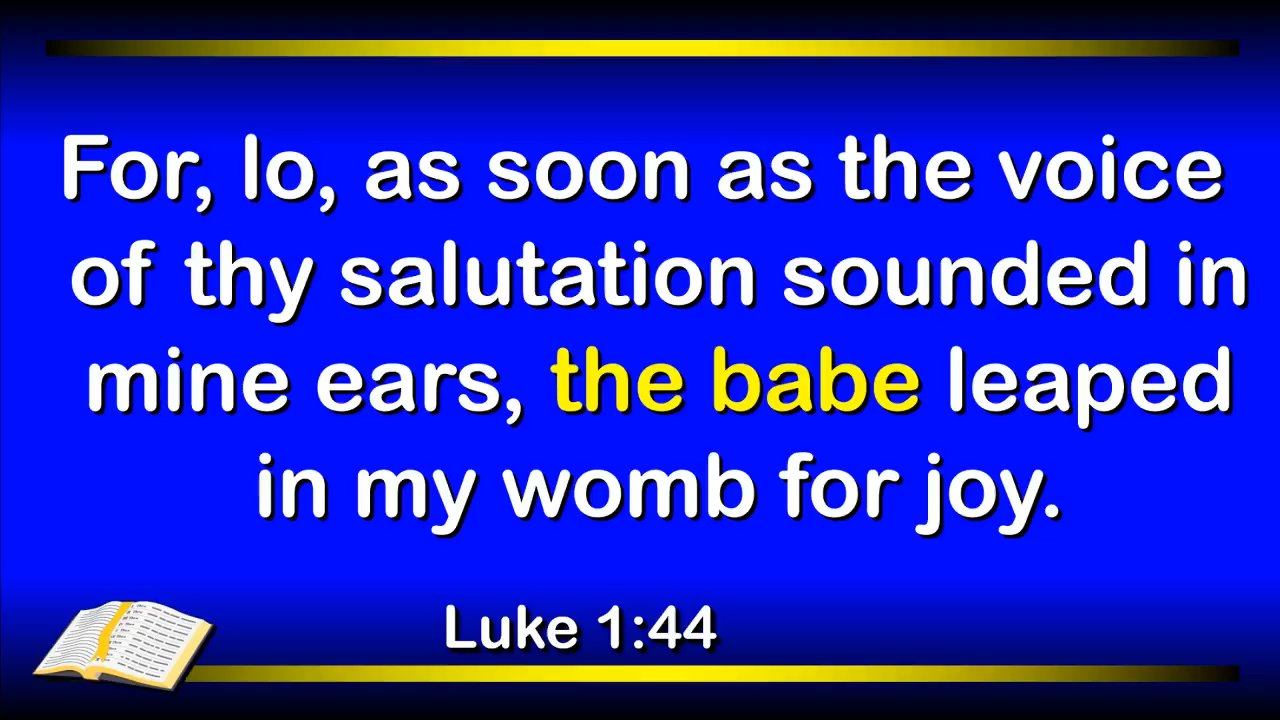 For, lo, as soon as the voice
of thy salutation sounded in
mine ears, the babe leaped
in my womb for joy.
Luke 1:44